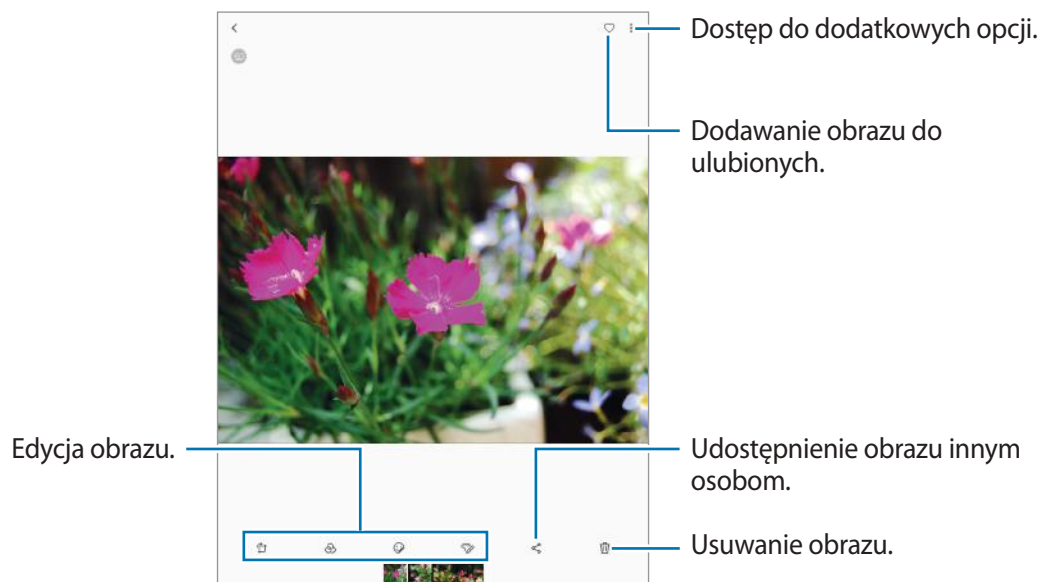 Dostęp do dodatkowych opcji.
Dodawanie obrazu do
ulubionych.
Edycja obrazu.
Udostępnienie obrazu innym
osobom.
Usuwanie obrazu.